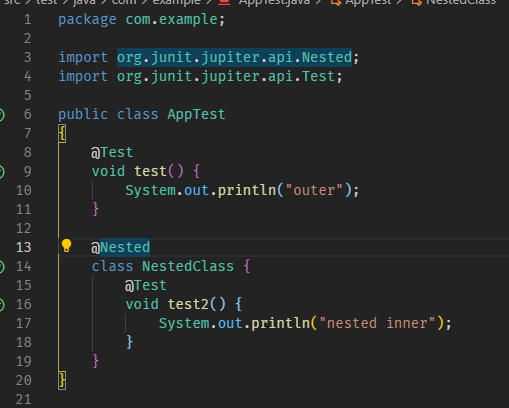 src > test > java > com > example > AppTest.java > AppTest > NestedClass
1 package com.example;
2
3 import org.junit.jupiter.api.Nested;
4 import org.junit.jupiter.api.Test;
5
6 public class AppTest
7 {
8 @Test
9 void test() {
10 System.out.println("outer");
11 }
12
13 @Nested
14 class NestedClass {
15 @Test
16 void test2() {
17 System.out.println("nested inner");
18 }
19 }
20 }
21